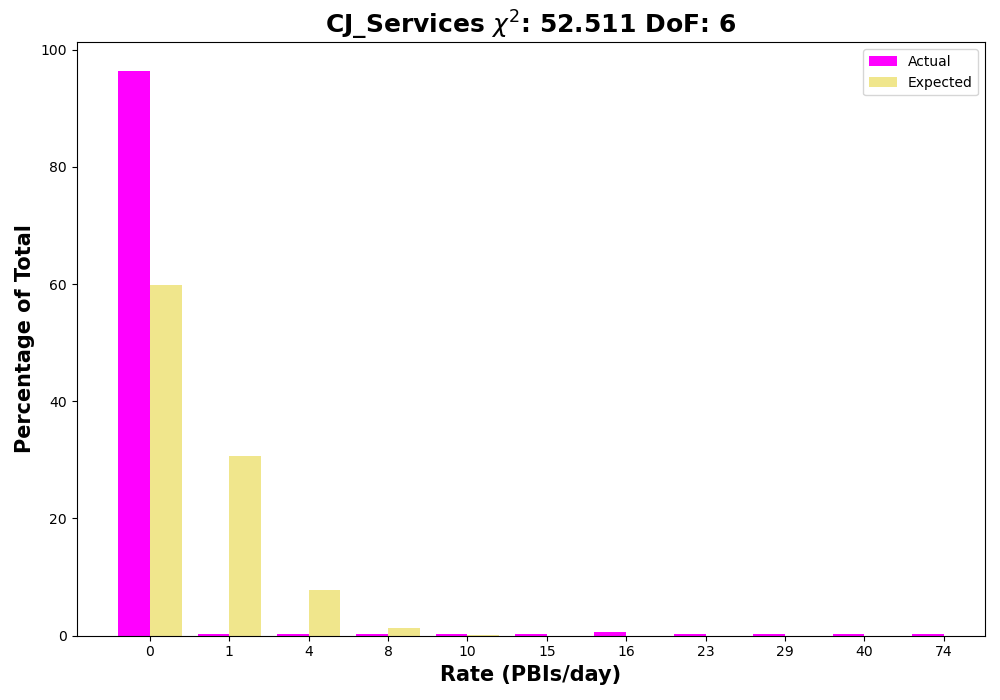 CJ_Services χ²: 52.511 DoF: 6
Actual
Expected
Percentage of Total
100
80
60
40
20
0
0 1 4 8 10 15 16 23 29 40 74
Rate (PBIs/day)